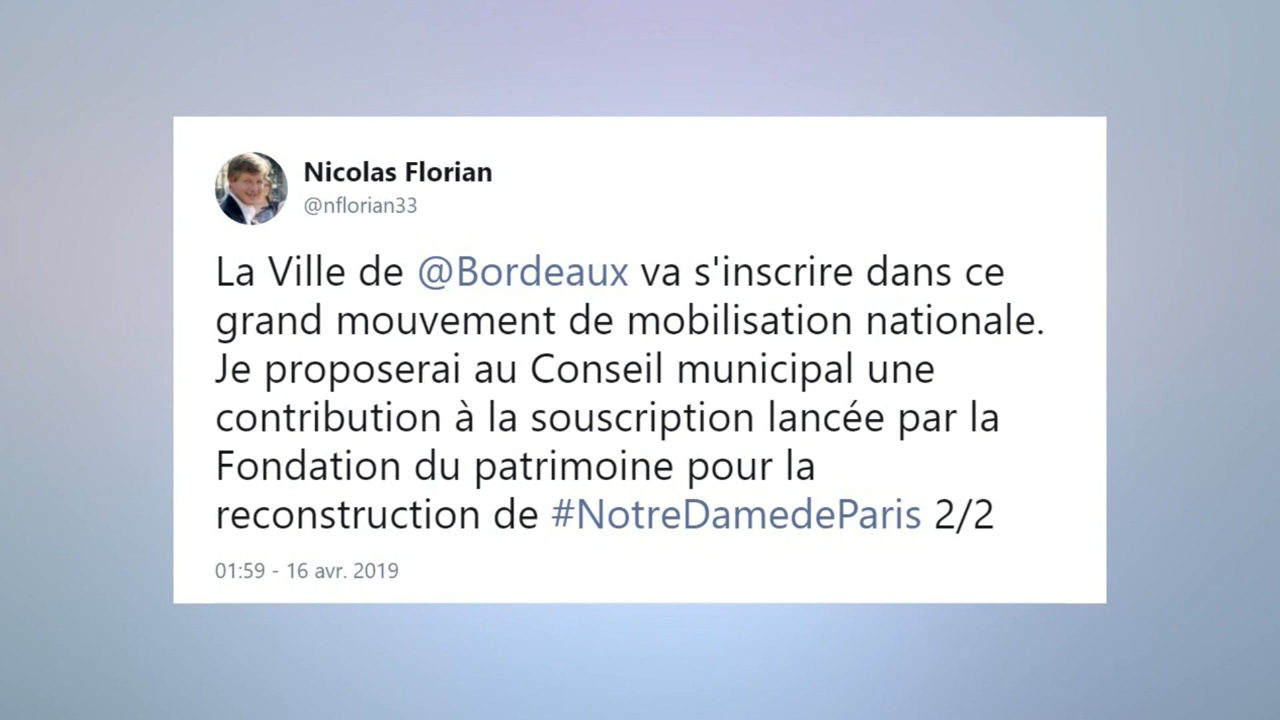 Nicolas Florian
@nflorian33
La Ville de @Bordeaux va s'inscrire dans ce
grand mouvement de mobilisation nationale.
Je proposerai au Conseil municipal une
contribution à la souscription lancée par la
Fondation du patrimoine pour la
reconstruction de #NotreDamedeParis 2/2
01:59 - 16 avr. 2019